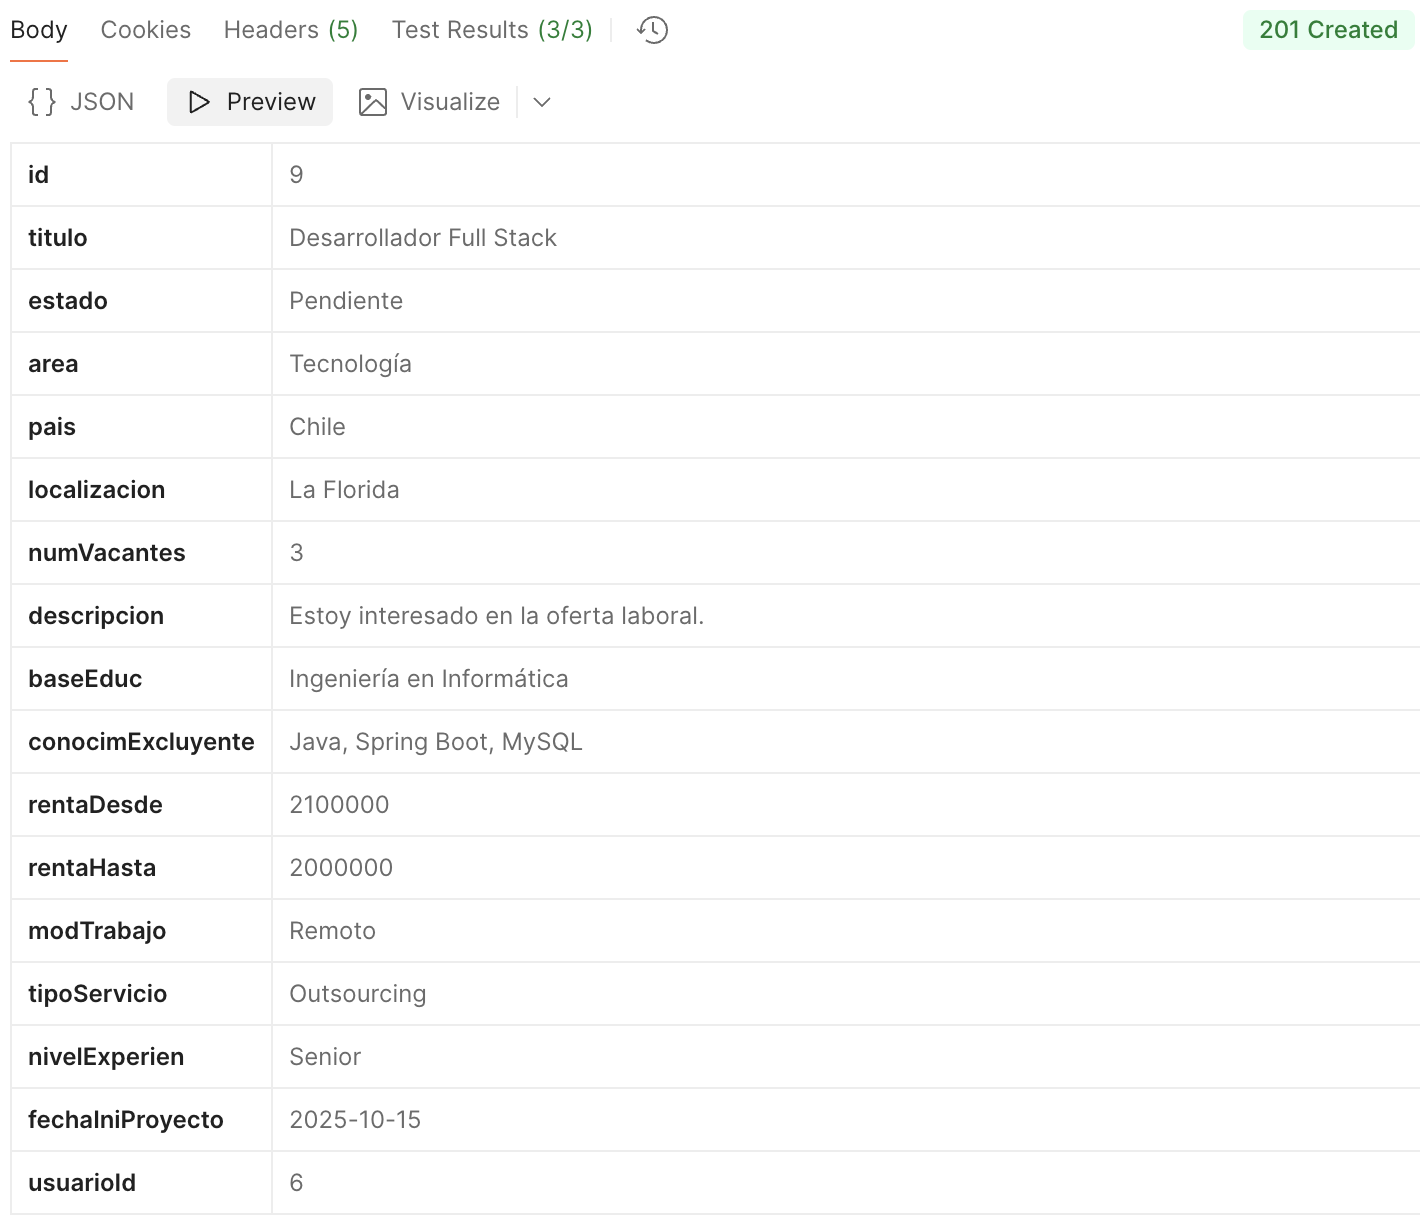 Body Cookies Headers (5) Test Results (3/3) 201 Created
{ } JSON Preview Visualize
id 9
titulo Desarrollador Full Stack
estado Pendiente
area Tecnología
pais Chile
localizacion La Florida
numVacantes 3
descripcion Estoy interesado en la oferta laboral.
baseEduc Ingeniería en Informática
conocimExcluyente Java, Spring Boot, MySQL
rentaDesde 2100000
rentaHasta 2000000
modTrabajo Remoto
tipoServicio Outsourcing
nivelExperien Senior
fechaIniProyecto 2025-10-15
usuarioId 6